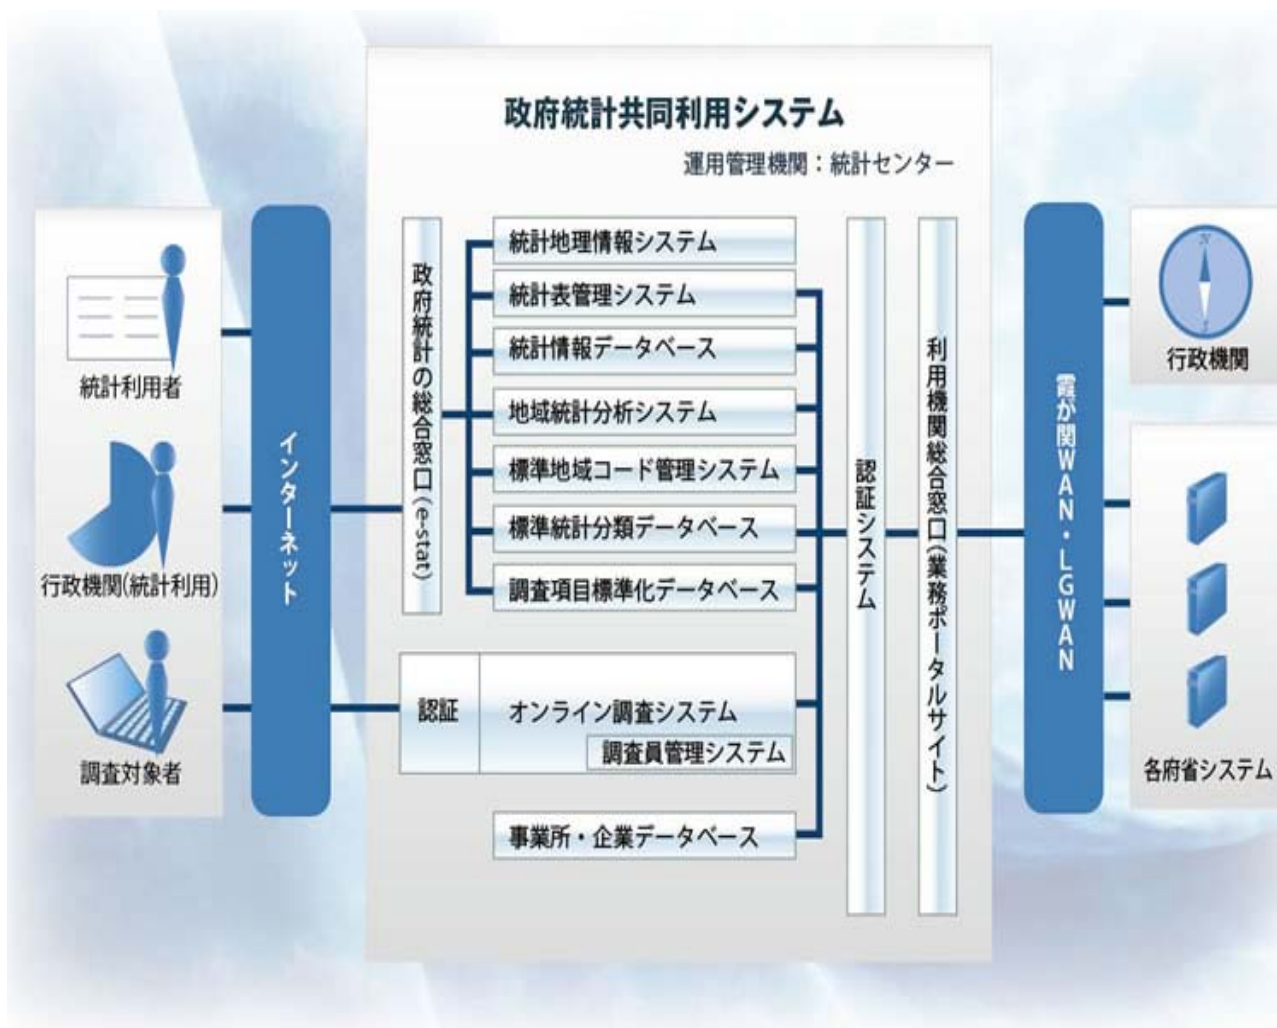 政府統計共同利用システム
運用管理機関：統計センター
統計利用者
行政機関(統計利用)
調査対象者
インターネット
政府統計の総合窓口(e-stat)
統計地理情報システム
統計表管理システム
統計情報データベース
地域統計分析システム
標準地域コード管理システム
標準統計分類データベース
調査項目標準化データベース
認証
オンライン調査システム
調査員管理システム
事業所・企業データベース
認証システム
利用機関総合窓口(業務ポータルサイト)
霞が関WAN・LGWAN
N
行政機関
各府省システム